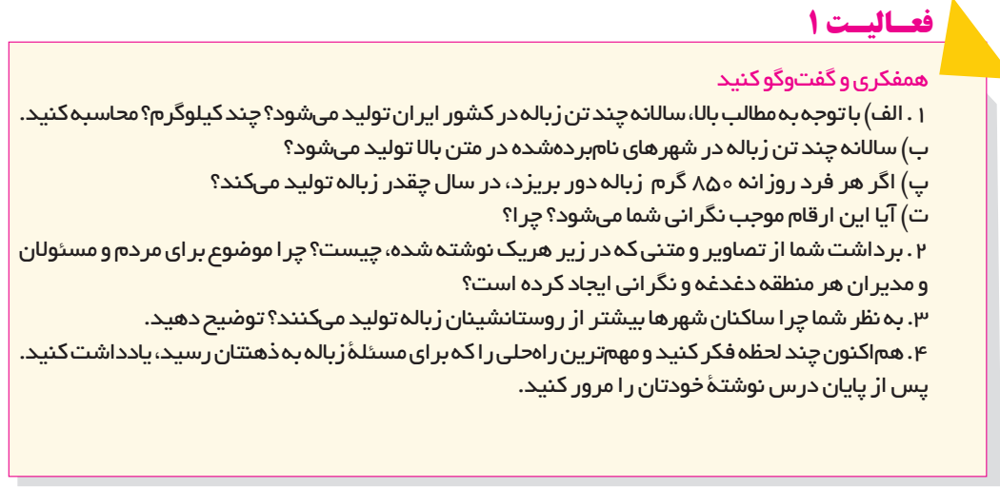 فعـــالیـــت ۱
همفکری و گفت‌وگو کنید
۱. الف) با توجه به مطالب بالا، سالانه چند تن زباله در کشور ایران تولید می‌شود؟ چند کیلوگرم؟ محاسبه کنید.
ب) سالانه چند تن زباله در شهرهای نام‌برده‌شده در متن بالا تولید می‌شود؟
پ) اگر هر فرد روزانه ۸۵۰ گرم زباله دور بریزد، در سال چقدر زباله تولید می‌کند؟
ت) آیا این ارقام موجب نگرانی شما می‌شود؟ چرا؟
۲. برداشت شما از تصاویر و متنی که در زیر هریک نوشته شده، چیست؟ چرا موضوع برای مردم و مسئولان
و مدیران هر منطقه دغدغه و نگرانی ایجاد کرده است؟
۳. به نظر شما چرا ساکنان شهرها بیشتر از روستانشینان زباله تولید می‌کنند؟ توضیح دهید.
۴. هم‌اکنون چند لحظه فکر کنید و مهم‌ترین راه‌حلی را که برای مسئلهٔ زباله به ذهنتان رسید، یادداشت کنید.
پس از پایان درس نوشتهٔ خودتان را مرور کنید.